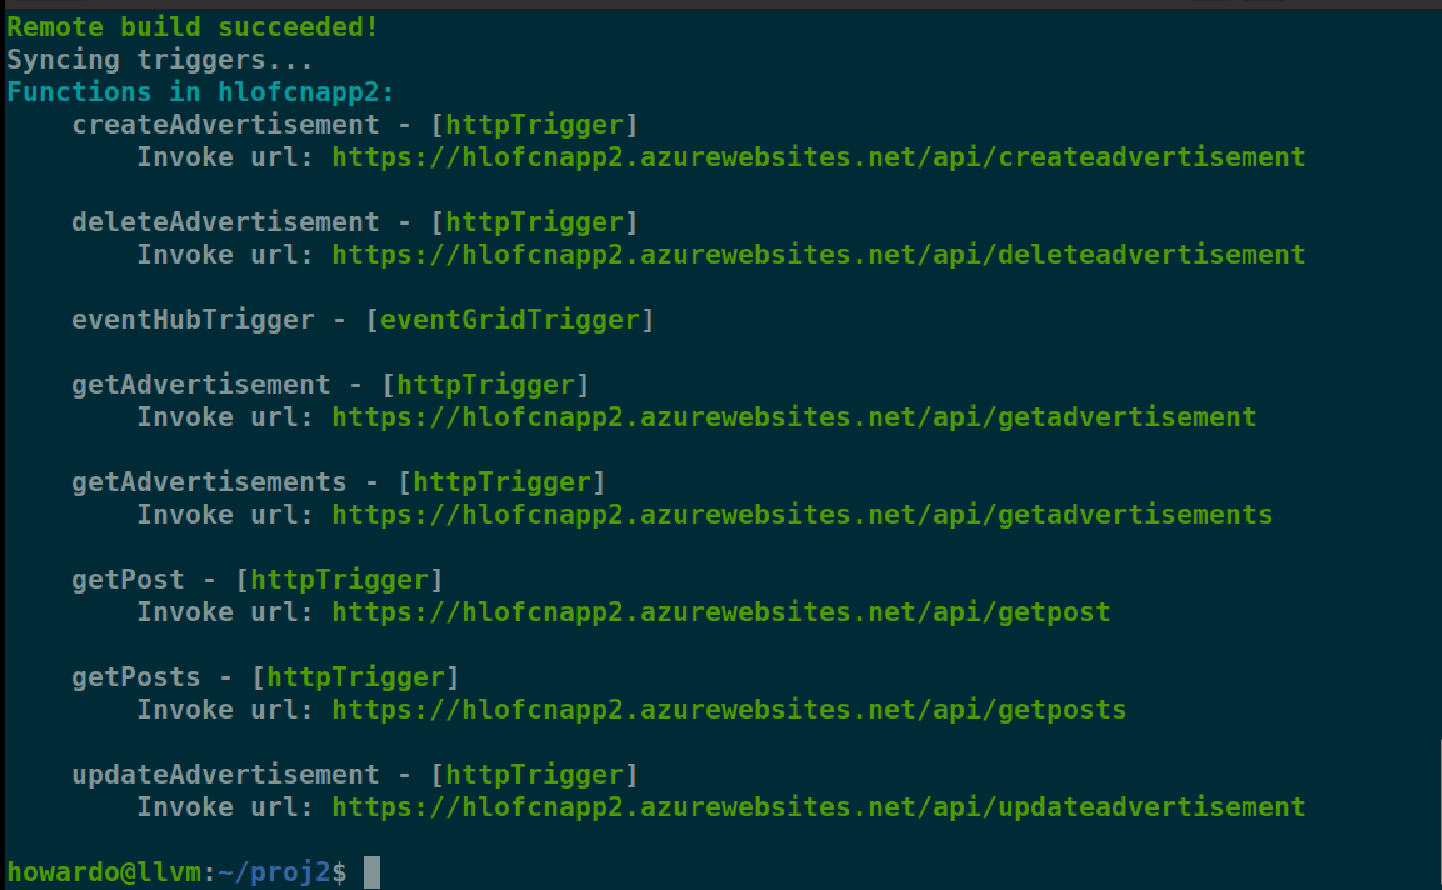 Remote build succeeded!
Syncing triggers...
Functions in hlofcnapp2:
createAdvertisement - [httpTrigger]
Invoke url: https://hlofcnapp2.azurewebsites.net/api/createadvertisement
deleteAdvertisement - [httpTrigger]
Invoke url: https://hlofcnapp2.azurewebsites.net/api/deleteadvertisement
eventHubTrigger - [eventGridTrigger]
getAdvertisement - [httpTrigger]
Invoke url: https://hlofcnapp2.azurewebsites.net/api/getadvertisement
getAdvertisements - [httpTrigger]
Invoke url: https://hlofcnapp2.azurewebsites.net/api/getadvertisements
getPost - [httpTrigger]
Invoke url: https://hlofcnapp2.azurewebsites.net/api/getpost
getPosts - [httpTrigger]
Invoke url: https://hlofcnapp2.azurewebsites.net/api/getposts
updateAdvertisement - [httpTrigger]
Invoke url: https://hlofcnapp2.azurewebsites.net/api/updateadvertisement
howardo@llvm:~/proj2$